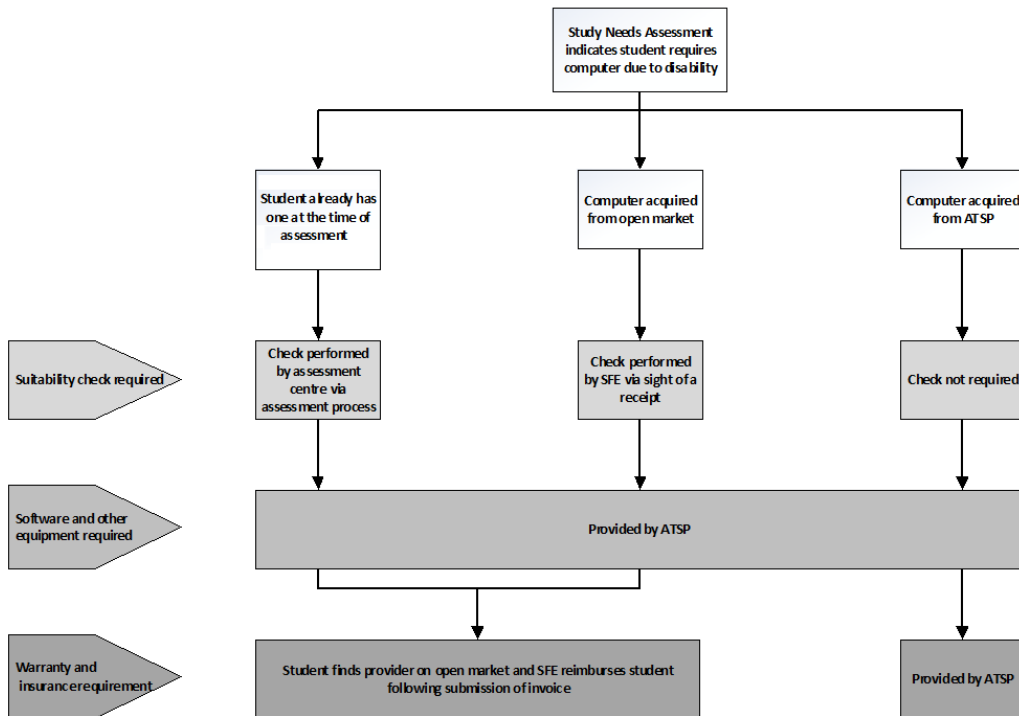 Study Needs Assessment
indicates student requires
computer due to disability
Student already has
one at the time of
assessment
Computer acquired
from open market
Computer acquired
from ATSP
Suitability check required
Check performed
by assessment
centre via
assessment process
Check performed
by SFE via sight of a
receipt
Check not required
Software and other
equipment required
Provided by ATSP
Warranty and
insurance requirement
Student finds provider on open market and SFE reimburses student
following submission of invoice
Provided by ATSP